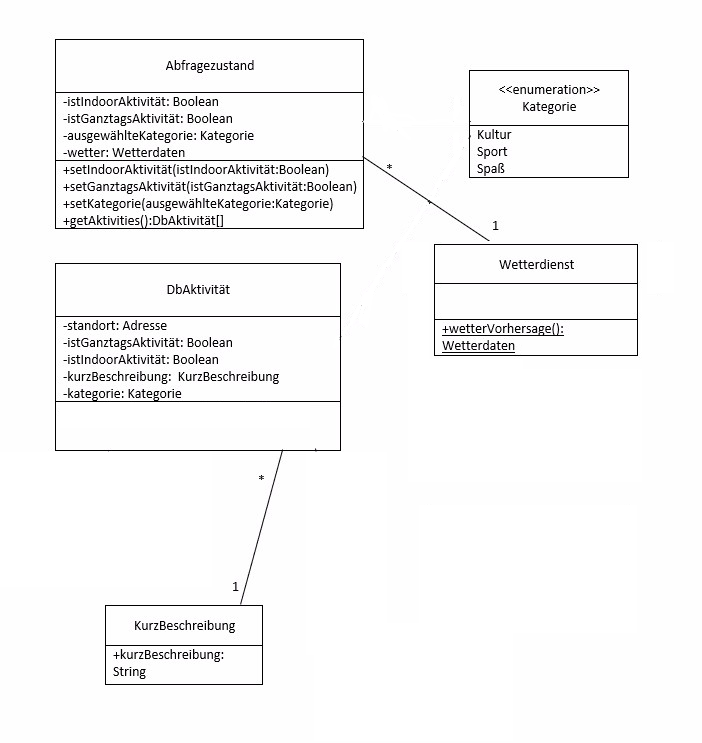 Abfragezustand
-istIndoorAktivität: Boolean
-istGanztagsAktivität: Boolean
-ausgewählteKategorie: Kategorie
-wetter: Wetterdaten
+setIndoorAktivität(istIndoorAktivität:Boolean)
+setGanztagsAktivität(istGanztagsAktivität:Boolean)
+setKategorie(ausgewählteKategorie:Kategorie)
+getAktivities():DbAktivität[]
<<enumeration>>
Kategorie
Kultur
Sport
Spaß
*
1
Wetterdienst
+wetterVorhersage():
Wetterdaten
DbAktivität
-standort: Adresse
-istGanztagsAktivität: Boolean
-istIndoorAktivität: Boolean
-kurzBeschreibung: KurzBeschreibung
-kategorie: Kategorie
*
1
KurzBeschreibung
+kurzBeschreibung:
String